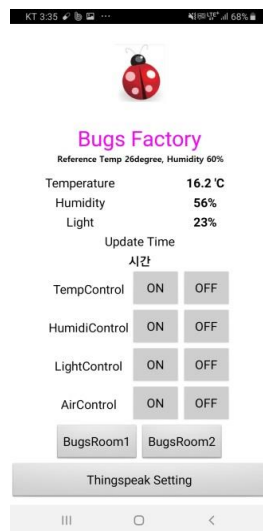 KT 3:35 ... 68%
Bugs Factory
Reference Temp 26degree, Humidity 60%
Temperature 16.2 'C
Humidity 56%
Light 23%
Update Time
시간
TempControl ON OFF
HumidiControl ON OFF
LightControl ON OFF
AirControl ON OFF
BugsRoom1 BugsRoom2
Thingspeak Setting